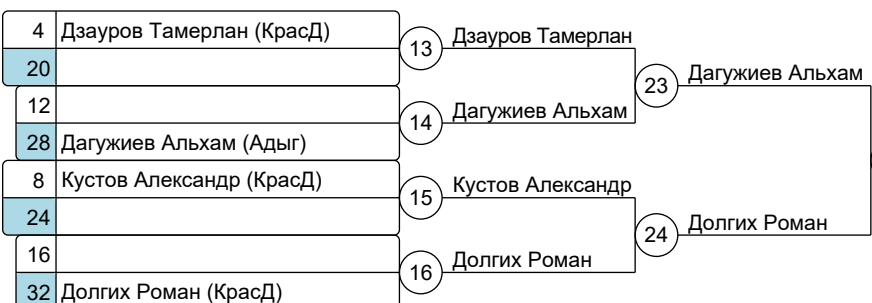 4 Дзауров Тамерлан (КрасД)
20
12
28 Дагужиев Альхам (Адыг)
8 Кустов Александр (КрасД)
24
16
32 Долгих Роман (КрасД)
13 Дзауров Тамерлан
14 Дагужиев Альхам
15 Кустов Александр
16 Долгих Роман
23 Дагужиев Альхам
24 Долгих Роман